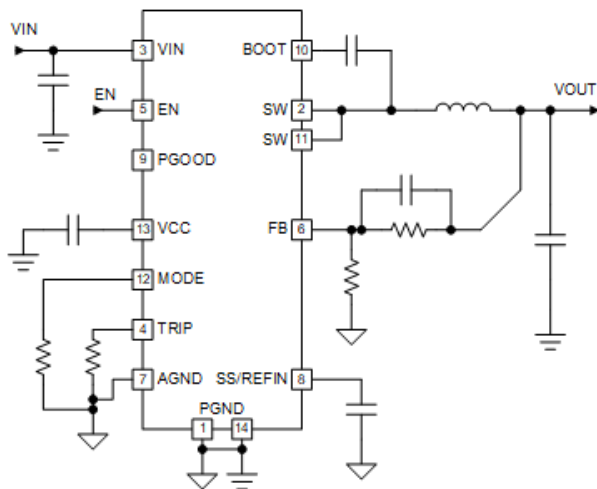 VIN
3 VIN
BOOT 10
EN
5 EN
SW 2
VOUT
SW 11
9 PGOOD
13 VCC
FB 6
12 MODE
4 TRIP
7 AGND
SS/REFIN 8
PGND
1 14